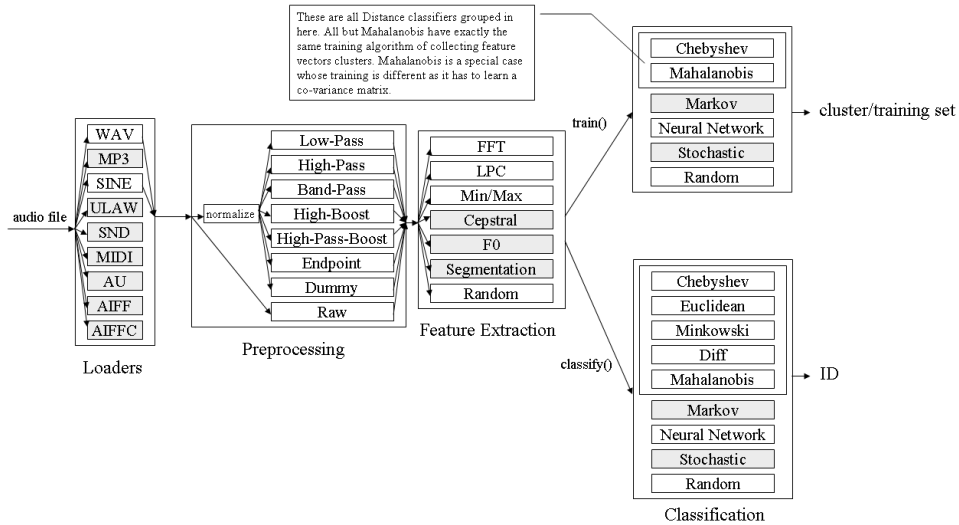 These are all Distance classifiers grouped in
here. All but Mahalanobis have exactly the
same training algorithm of collecting feature
vectors clusters. Mahalanobis is a special case
whose training is different as it has to learn a
co-variance matrix.
audio file
WAV
MP3
SINE
ULAW
SND
MIDI
AU
AIFF
AIFFC
Loaders
normalize
Low-Pass
High-Pass
Band-Pass
High-Boost
High-Pass-Boost
Endpoint
Dummy
Raw
Preprocessing
FFT
LPC
Min/Max
Cepstral
F0
Segmentation
Random
Feature Extraction
train()
Chebyshev
Mahalanobis
Markov
Neural Network
Stochastic
Random
cluster/training set
classify()
Chebyshev
Euclidean
Minkowski
Diff
Mahalanobis
Markov
Neural Network
Stochastic
Random
ID
Classification